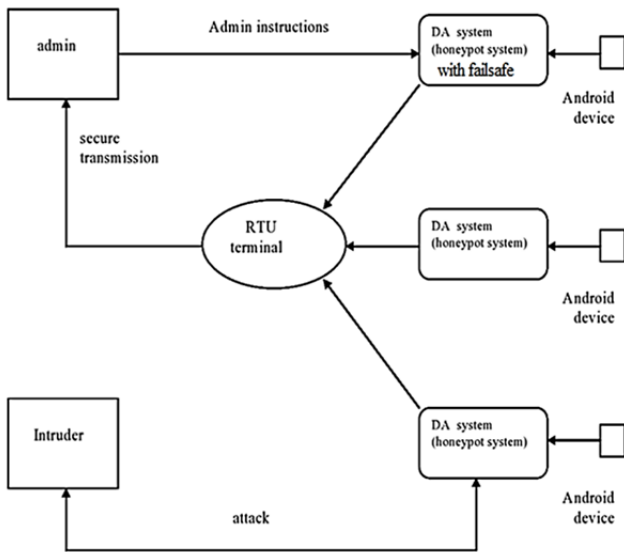 admin
Admin instructions
DA system
(honeypot system)
with failsafe
Android
device
secure
transmission
RTU
terminal
DA system
(honeypot system)
Android
device
Intruder
DA system
(honeypot system)
Android
device
attack